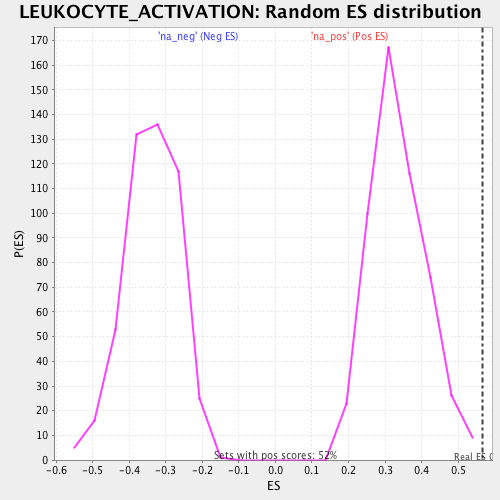 LEUKOCYTE_ACTIVATION: Random ES distribution
'na_neg' (Neg ES) 'na_pos' (Pos ES)
170
160
150
140
130
120
110
100
90
80
70
60
50
40
30
20
10
0
P(ES)
Sets with pos scores: 52%
Real ES 0
-0.6 -0.5 -0.4 -0.3 -0.2 -0.1 0.0 0.1 0.2 0.3 0.4 0.5
ES